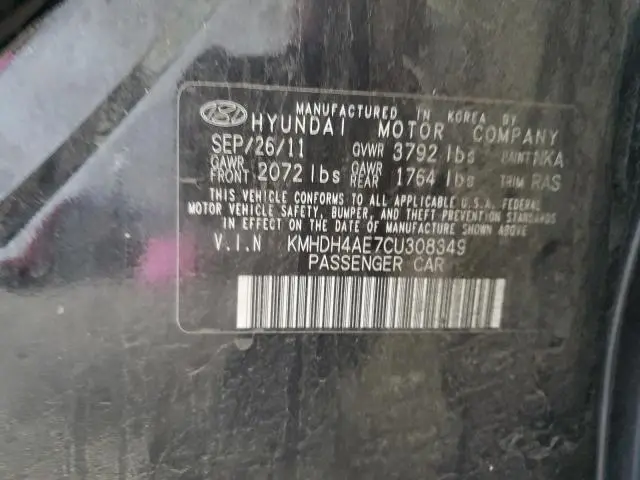 MANUFACTURED IN KOREA BY
HYUNDAI MOTOR COMPANY
SEP/26/11 GVWR 3792 lbs PAINT NKA
GAWR FRONT 2072 lbs GAWR REAR 1764 lbs TRIM RAS
THIS VEHICLE CONFORMS TO ALL APPLICABLE U.S.A. FEDERAL
MOTOR VEHICLE SAFETY, BUMPER, AND THEFT PREVENTION STANDARDS
IN EFFECT ON THE DATE OF MANUFACTURE SHOWN ABOVE.
V.I.N KMHDH4AE7CU308349
PASSENGER CAR